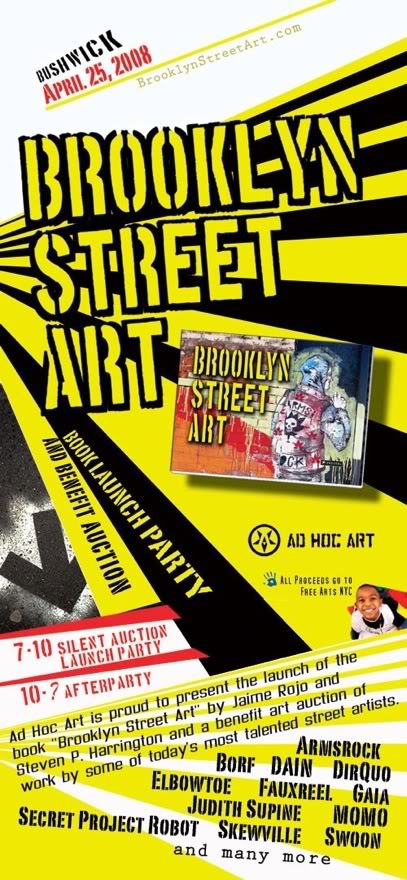 BUSHWICK
APRIL 25, 2008
BrooklynStreetArt.com
BROOKLYN
STREET
ART
BROOKLYN
STREET
ART
BOOK LAUNCH PARTY
AND BENEFIT AUCTION
AD HOC ART
ALL PROCEEDS GO TO
FREE ARTS NYC
7-10 SILENT AUCTION
LAUNCH PARTY
10-? AFTERPARTY
Ad Hoc Art is proud to present the launch of the
book "Brooklyn Street Art" by Jaime Rojo and
Steven P. Harrington and a benefit art auction of
work by some of today's most talented street artists.
ARMSROCK
BORF DAIN DIRQUO
ELBOWTOE FAUXREEL GAIA
JUDITH SUPINE MOMO
SECRET PROJECT ROBOT SKEWVILLE SWOON
and many more